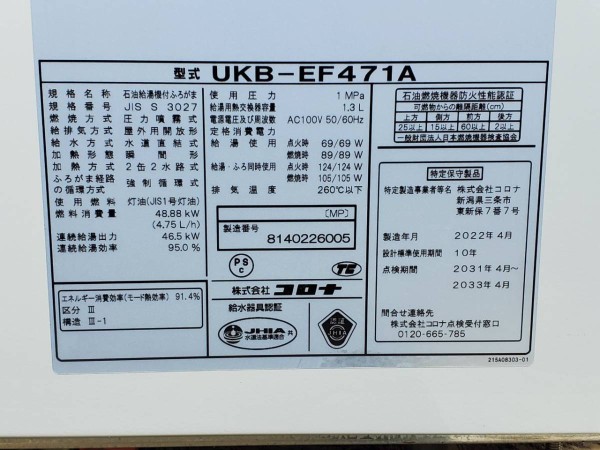 型式 UKB-EF471A
規格名称 石油給湯機付ふろがま
規格番号 JIS S 3027
燃焼方式 圧力噴霧式
給排気方式 屋外用開放形
給水方式 水道直結式
加熱形態 瞬間形
加熱方式 2缶2水路式
ふろがま経路の循環方式 強制循環式
使用燃料 灯油(JIS1号灯油)
燃料消費量 48.88 kW
(4.75 L/h)
連続給湯出力 46.5 kW
連続給湯効率 95.0 %
エネルギー消費効率(モード熱効率) 91.4%
区分 Ⅲ
構造 Ⅲ-1
使用圧力 1 MPa
給湯用熱交換器容量 1.3 L
電源電圧及び周波数 AC100V 50/60Hz
定格消費電力
給湯使用 点火時 69/69 W
燃焼時 89/89 W
給湯・ふろ同時使用 点火時 124/124 W
燃焼時 105/105 W
排気温度 260℃以下
[MP]
製造番号 8140226005
PS
C
株式会社 コロナ
給水器具認証
JHIA 共
水道法基準適合
認証
JHIA
石油燃焼機器防火性能認証
可燃物からの離隔距離(cm)
上方 側方 前方 後方
25以上 15以上 60以上 2以上
一般財団法人日本燃焼機器検査協会
特定保守製品
特定製造事業者等名 株式会社コロナ
新潟県三条市
東新保7番7号
製造年月 2022年4月
設計標準使用期間 10年
点検期間 2031年4月~
2033年4月
問合せ連絡先
株式会社コロナ点検受付窓口
0120-665-785
215A08303-01